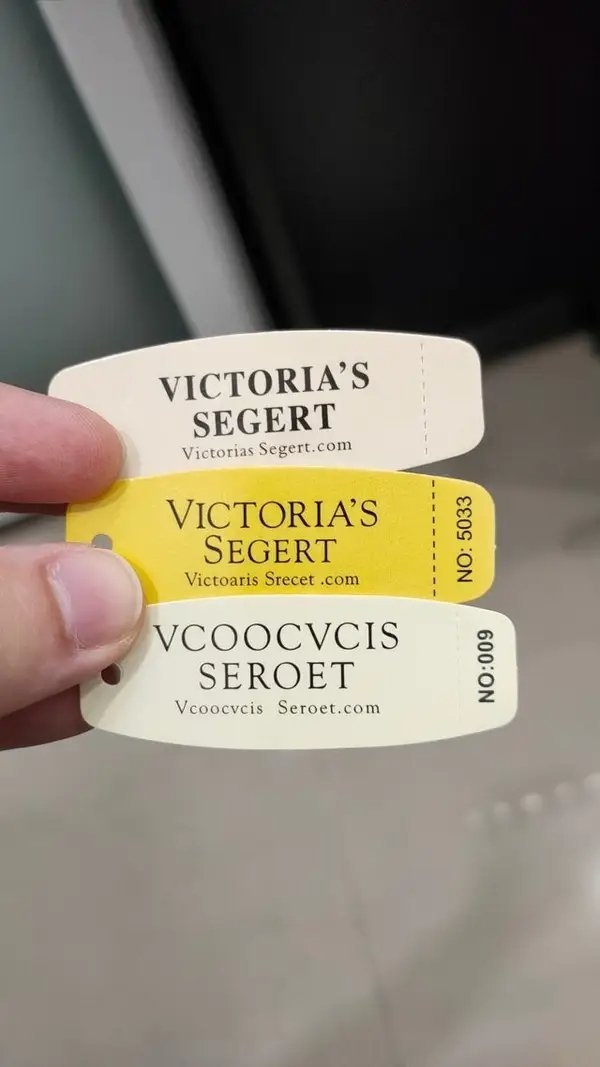 VICTORIA'S
SEGERT
Victorias Segert.com
VICTORIA'S
SEGERT
Victoaris Srecet .com
NO: 5033
VCOOCVCIS
SEROET
Vcoocvcis Seroet.com
NO:009